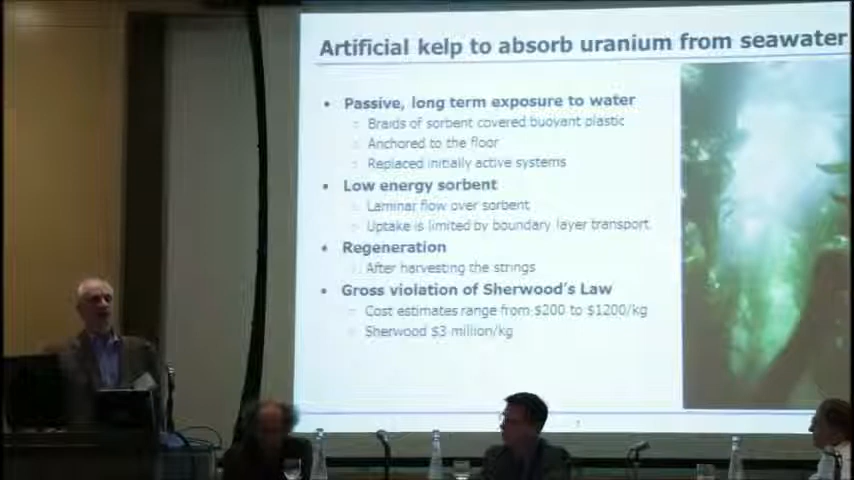 Artificial kelp to absorb uranium from seawater
• Passive, long term exposure to water
Braids of sorbent covered buoyant plastic
Anchored to the floor
Replaced initially active systems
• Low energy sorbent
Laminar flow over sorbent
Uptake is limited by boundary layer transport
• Regeneration
After harvesting the strings
• Gross violation of Sherwood's Law
Cost estimates range from $200 to $1200/kg
Sherwood $3 million/kg